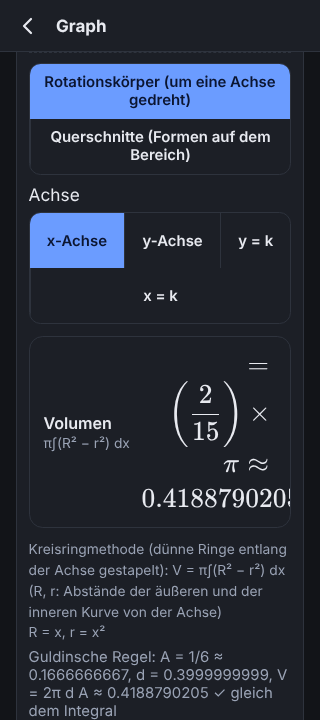 Graph
Rotationskörper (um eine Achse
gedreht)
Querschnitte (Formen auf dem
Bereich)
Achse
x-Achse
y-Achse
y = k
x = k
Volumen
π∫(R² − r²) dx
=
(2/15) ×
π ≈
0.4188790205
Kreisringmethode (dünne Ringe entlang
der Achse gestapelt): V = π∫(R² − r²) dx
(R, r: Abstände der äußeren und der
inneren Kurve von der Achse)
R = x, r = x²
Guldinsche Regel: A = 1/6 ≈
0.1666666667, d = 0.3999999999, V
= 2π d A ≈ 0.4188790205 ✓ gleich
dem Integral